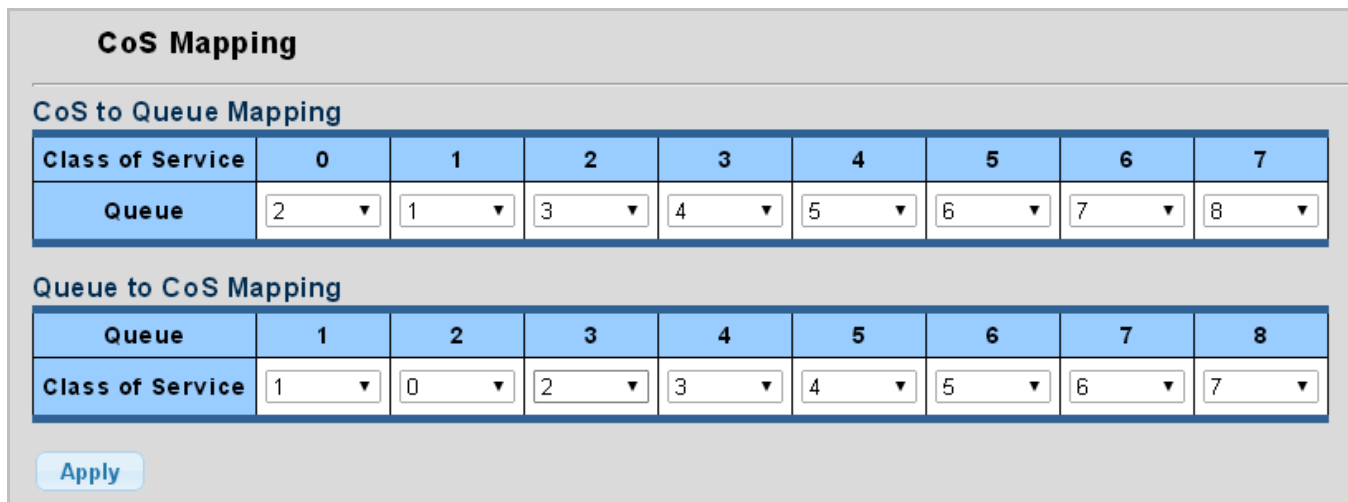 CoS Mapping
CoS to Queue Mapping
Class of Service 0 1 2 3 4 5 6 7
Queue 2 1 3 4 5 6 7 8
Queue to CoS Mapping
Queue 1 2 3 4 5 6 7 8
Class of Service 1 0 2 3 4 5 6 7
Apply